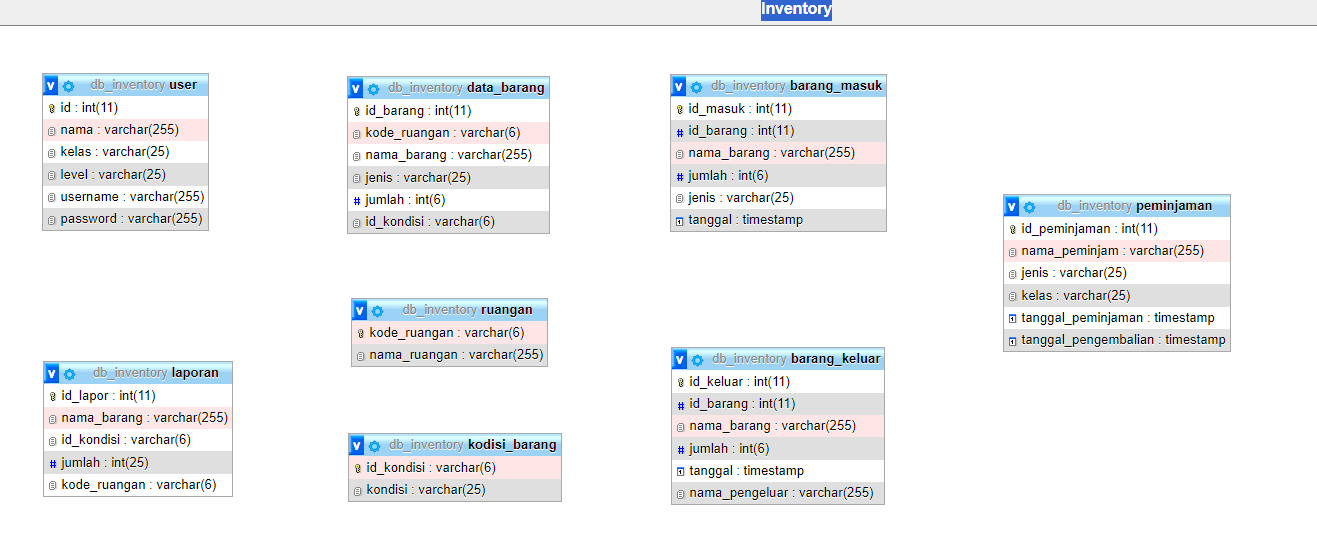 Inventory
db_inventory user
id : int(11)
nama : varchar(255)
kelas : varchar(25)
level : varchar(25)
username : varchar(255)
password : varchar(255)
db_inventory data_barang
id_barang : int(11)
kode_ruangan : varchar(6)
nama_barang : varchar(255)
jenis : varchar(25)
jumlah : int(6)
id_kondisi : varchar(6)
db_inventory barang_masuk
id_masuk : int(11)
id_barang : int(11)
nama_barang : varchar(255)
jumlah : int(6)
jenis : varchar(25)
tanggal : timestamp
db_inventory peminjaman
id_peminjaman : int(11)
nama_peminjam : varchar(255)
jenis : varchar(25)
kelas : varchar(25)
tanggal_peminjaman : timestamp
tanggal_pengembalian : timestamp
db_inventory ruangan
kode_ruangan : varchar(6)
nama_ruangan : varchar(255)
db_inventory laporan
id_lapor : int(11)
nama_barang : varchar(255)
id_kondisi : varchar(6)
jumlah : int(25)
kode_ruangan : varchar(6)
db_inventory kodisi_barang
id_kondisi : varchar(6)
kondisi : varchar(25)
db_inventory barang_keluar
id_keluar : int(11)
id_barang : int(11)
nama_barang : varchar(255)
jumlah : int(6)
tanggal : timestamp
nama_pengeluar : varchar(255)